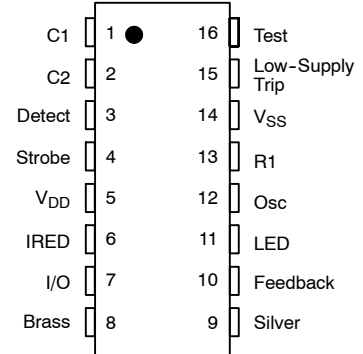 C1 1 16 Test
C2 2 15 Low-Supply Trip
Detect 3 14 VSS
Strobe 4 13 R1
VDD 5 12 Osc
IRED 6 11 LED
I/O 7 10 Feedback
Brass 8 9 Silver